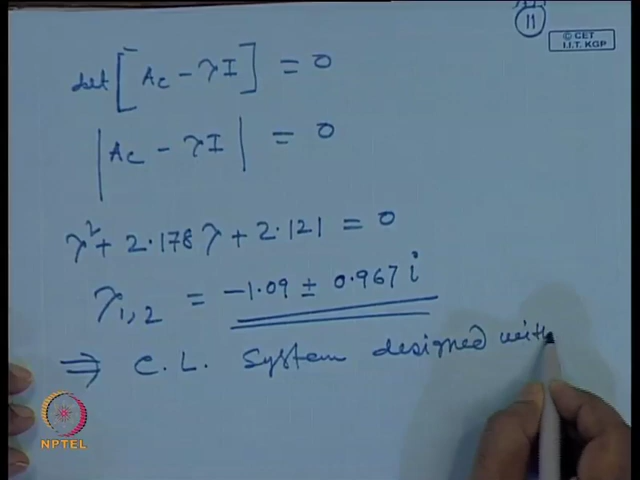 11
© CET
I.I.T. KGP
det [Ac - λI] = 0
|Ac - λI| = 0
λ² + 2.178λ + 2.121 = 0
λ1,2 = -1.09 ± 0.967 i
⇒ C.L. System designed with
NPTEL